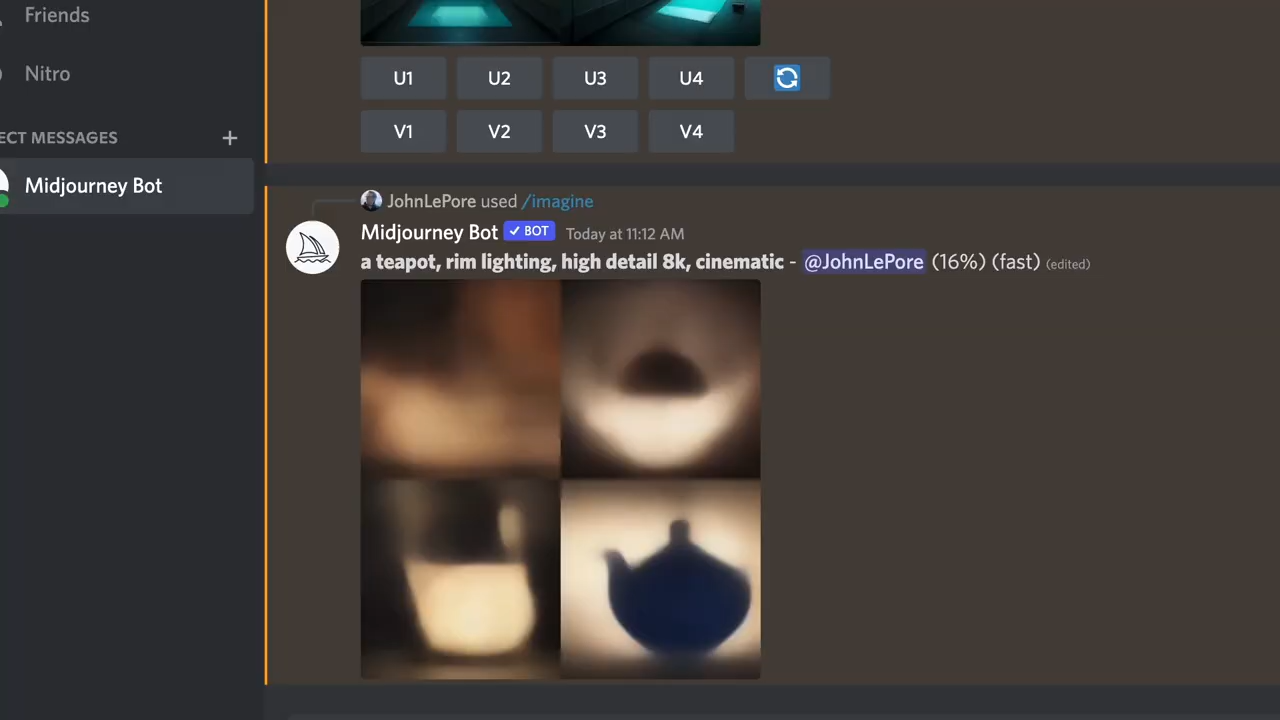 Friends
Nitro
U1 U2 U3 U4
V1 V2 V3 V4
ECT MESSAGES +
Midjourney Bot
JohnLePore used /imagine
Midjourney Bot ✓ BOT Today at 11:12 AM
a teapot, rim lighting, high detail 8k, cinematic - @JohnLePore (16%) (fast) (edited)